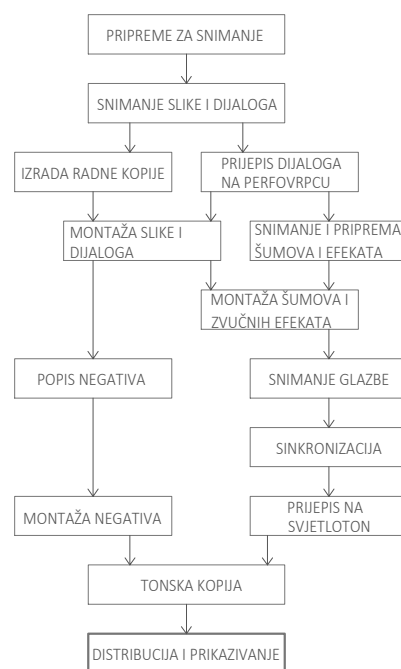 PRIPREME ZA SNIMANJE
SNIMANJE SLIKE I DIJALOGA
IZRADA RADNE KOPIJE
PRIJEPIS DIJALOGA
NA PERFOVRPCU
MONTAŽA SLIKE I
DIJALOGA
SNIMANJE I PRIPREMA
ŠUMOVA I EFEKATA
MONTAŽA ŠUMOVA I
ZVUČNIH EFEKATA
POPIS NEGATIVA
SNIMANJE GLAZBE
SINKRONIZACIJA
MONTAŽA NEGATIVA
PRIJEPIS NA
SVJETLOTON
TONSKA KOPIJA
DISTRIBUCIJA I PRIKAZIVANJE